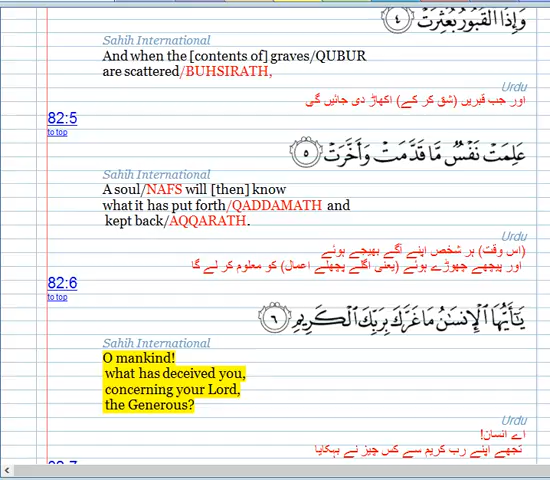 وَإِذَا الْقُبُورُ بُعْثِرَتْ ٤
Sahih International
And when the [contents of] graves/QUBUR
are scattered/BUHSIRATH,
Urdu
اور جب قبریں (شق کر کے) اکھاڑ دی جائیں گی
82:5
to top
عَلِمَتْ نَفْسٌ مَّا قَدَّمَتْ وَأَخَّرَتْ ٥
Sahih International
A soul/NAFS will [then] know
what it has put forth/QADDAMATH and
kept back/AQQARATH.
Urdu
(اس وقت) ہر شخص اپنے آگے بھیجے ہوئے
اور پیچھے چھوڑے ہوئے (یعنی اگلے پچھلے اعمال) کو معلوم کر لے گا
82:6
to top
يَٰٓأَيُّهَا ٱلْإِنسَٰنُ مَا غَرَّكَ بِرَبِّكَ ٱلْكَرِيمِ ٦
Sahih International
O mankind!
what has deceived you,
concerning your Lord,
the Generous?
Urdu
اے انسان!
تجھے اپنے رب کریم سے کس چیز نے بہکایا